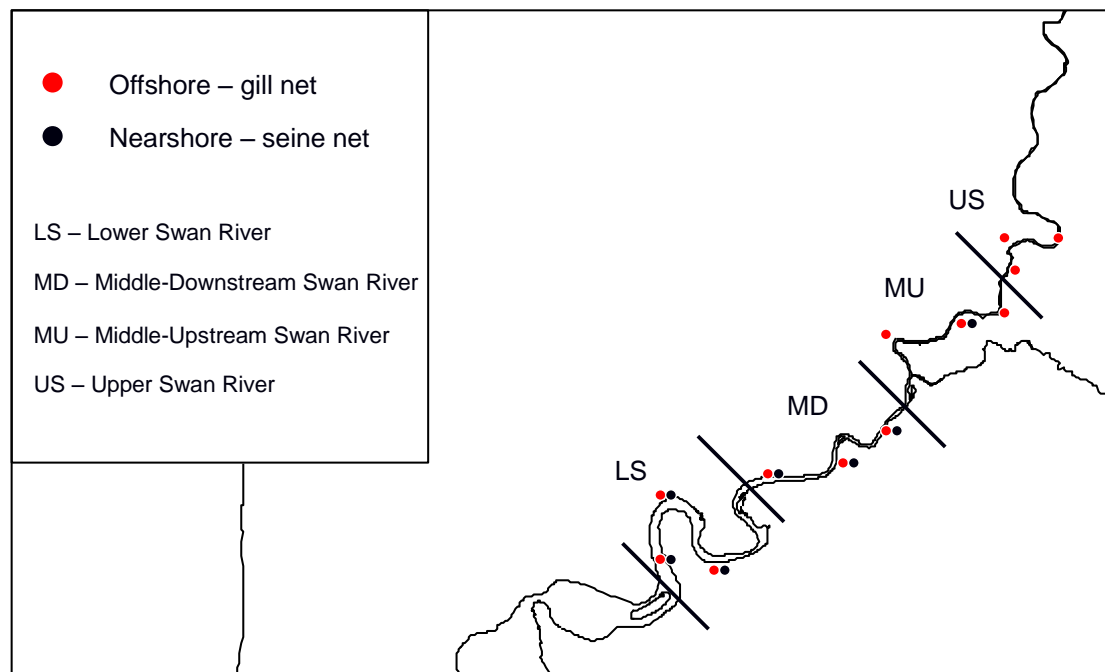 Offshore – gill net
Nearshore – seine net
LS – Lower Swan River
MD – Middle-Downstream Swan River
MU – Middle-Upstream Swan River
US – Upper Swan River
US
MU
MD
LS